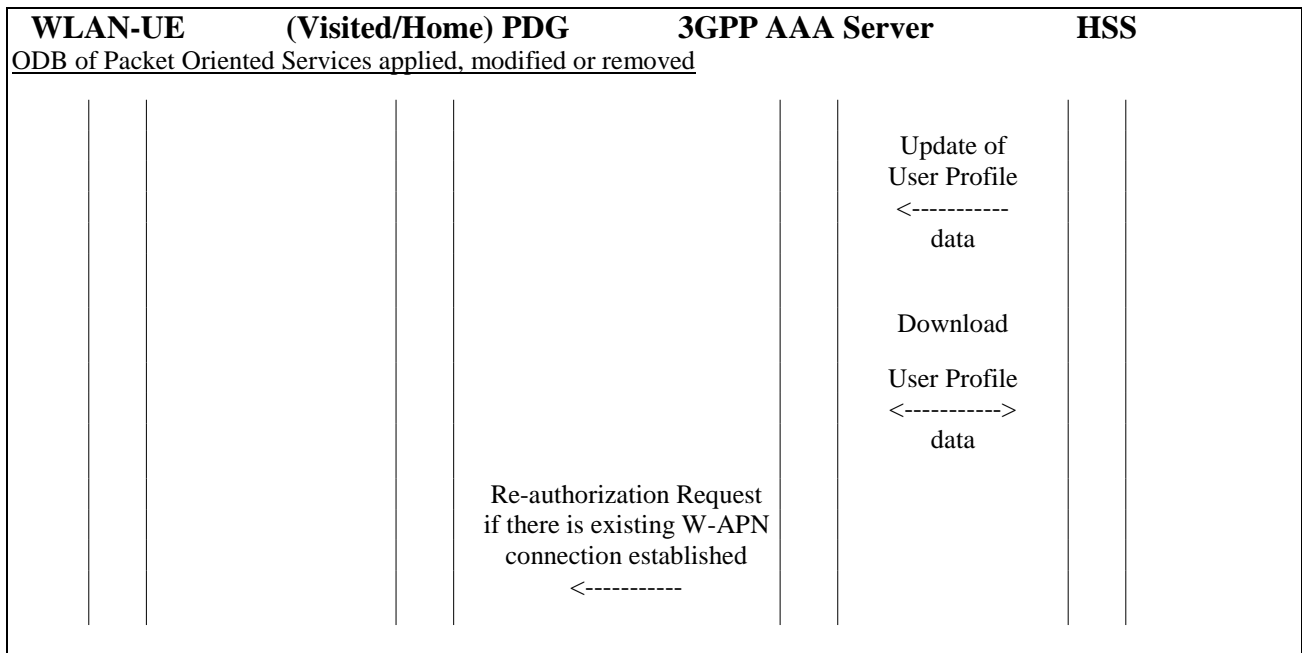 WLAN-UE (Visited/Home) PDG 3GPP AAA Server HSS
ODB of Packet Oriented Services applied, modified or removed
Update of
User Profile
<-----------
data
Download
User Profile
<----------->
data
Re-authorization Request
if there is existing W-APN
connection established
<-----------